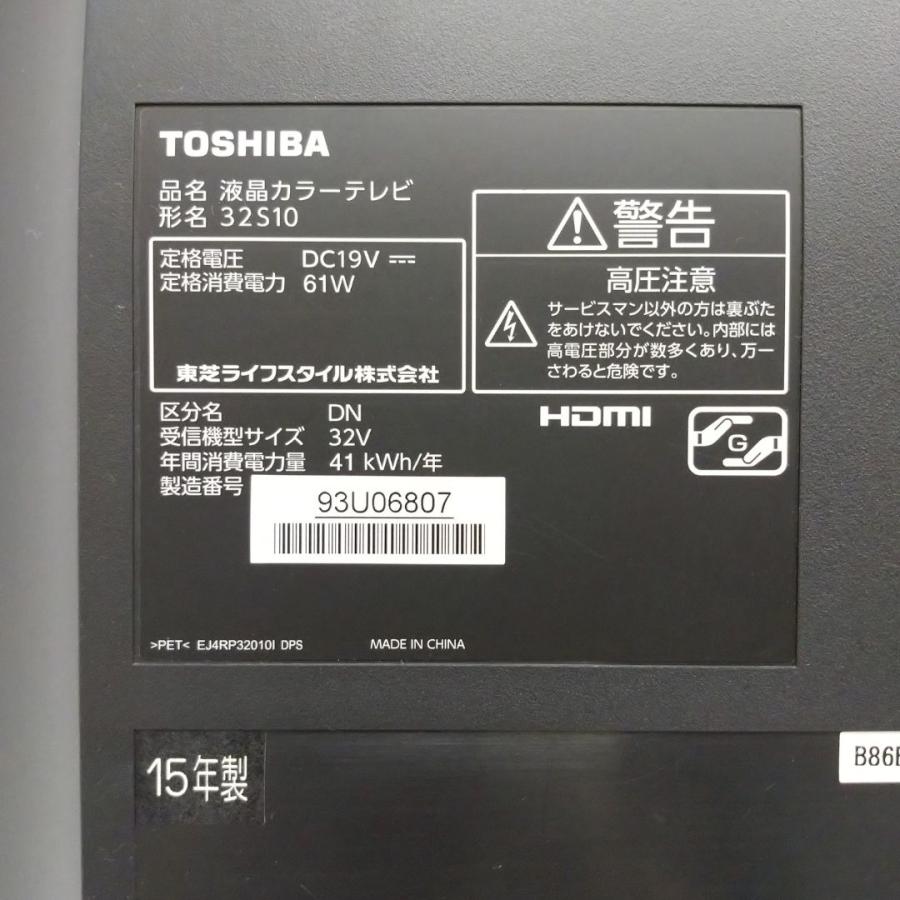 TOSHIBA
品名 液晶カラーテレビ
形名 32S10
定格電圧 DC19V
定格消費電力 61W
東芝ライフスタイル株式会社
警告
高圧注意
サービスマン以外の方は裏ぶた
をあけないでください。内部には
高電圧部分が数多くあり、万一
さわると危険です。
区分名 DN
受信機型サイズ 32V
年間消費電力量 41 kWh/年
製造番号
93U06807
HDMI
G
>PET< EJ4RP32010I DPS
MADE IN CHINA
15年製